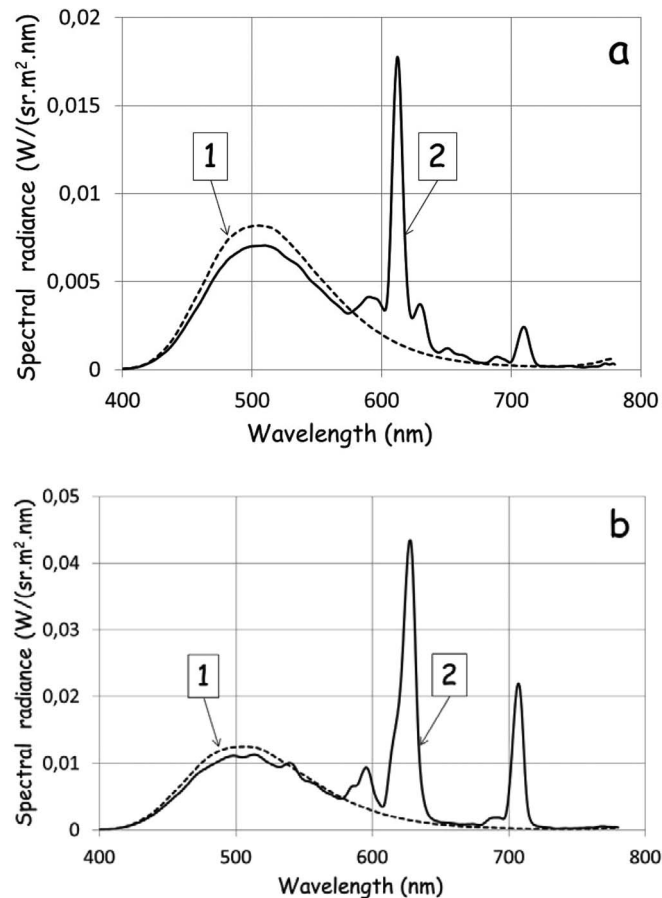 a
Spectral radiance (W/(sr.m².nm)
0,02
0,015
0,01
0,005
0
1
2
400 500 600 700 800
Wavelength (nm)
b
Spectral radiance (W/(sr.m².nm)
0,05
0,04
0,03
0,02
0,01
0
1
2
400 500 600 700 800
Wavelength (nm)